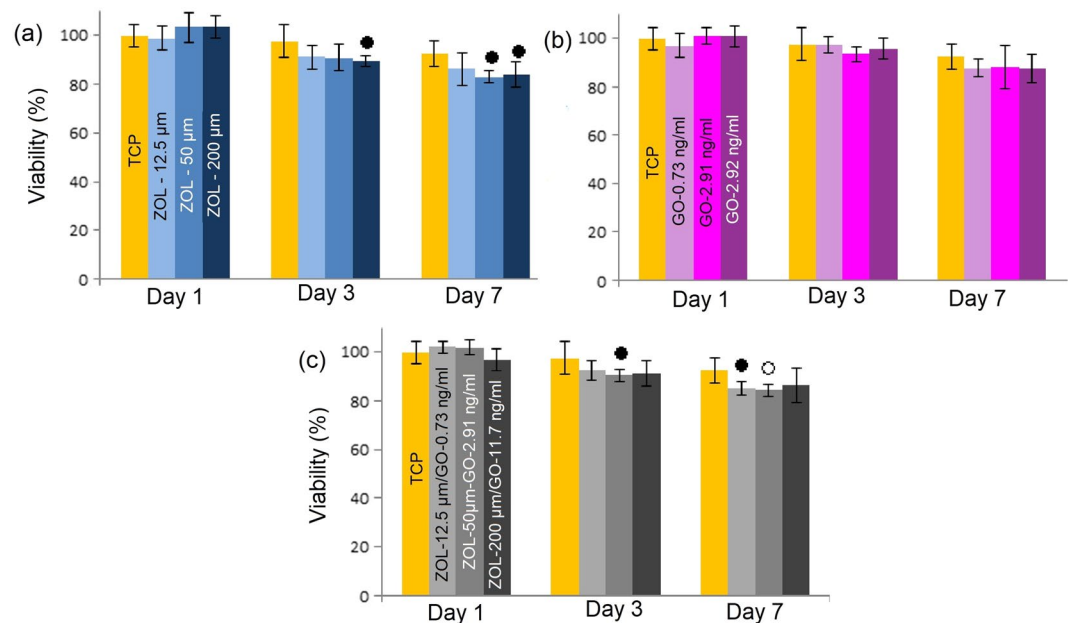 (a)
Viability (%)
100
80
60
40
20
0
TCP
ZOL - 12.5 µm
ZOL - 50 µm
ZOL - 200 µm
Day 1
Day 3
Day 7
(b)
100
80
60
80
60
0
TCP
GO-0.73 ng/ml
GO-2.91 ng/ml
GO-2.92 ng/ml
Day 1
Day 3
Day 7
(c)
Viability (%)
100
80
60
40
20
0
TCP
ZOL-12.5 µm/GO-0.73 ng/ml
ZOL-50µm-GO-2.91 ng/ml
ZOL-200 µm/GO-11.7 ng/ml
Day 1
Day 3
Day 7